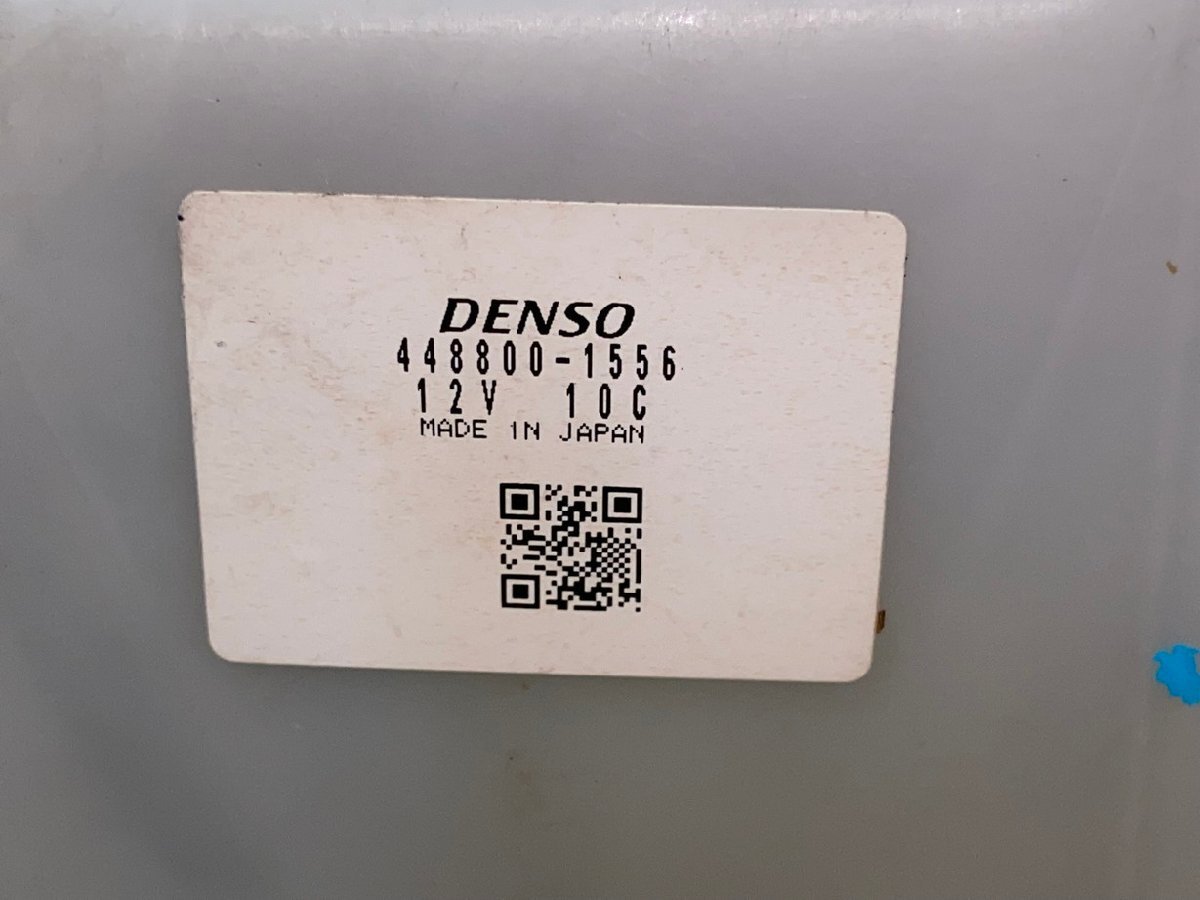 DENSO
448800-1556
12V 10C
MADE IN JAPAN